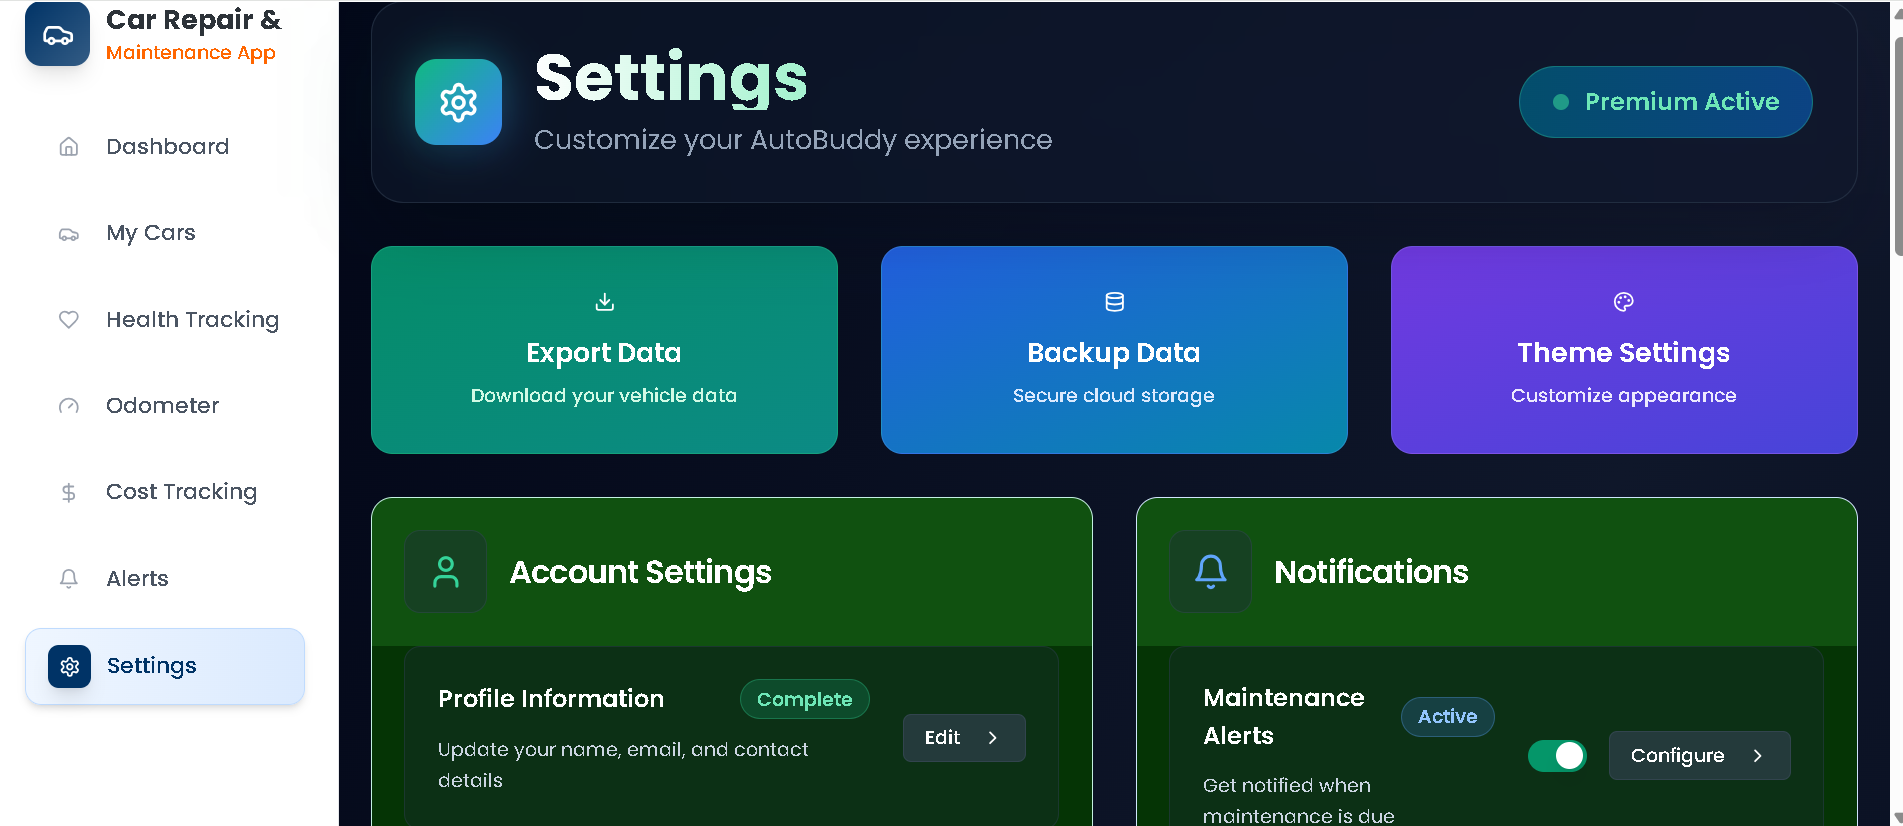 Car Repair &
Maintenance App
Dashboard
My Cars
Health Tracking
Odometer
Cost Tracking
Alerts
Settings
Settings
Customize your AutoBuddy experience
Premium Active
Export Data
Download your vehicle data
Backup Data
Secure cloud storage
Theme Settings
Customize appearance
Account Settings
Profile Information
Complete
Update your name, email, and contact
details
Edit
Notifications
Maintenance
Alerts
Active
Get notified when
maintenance is due
Configure